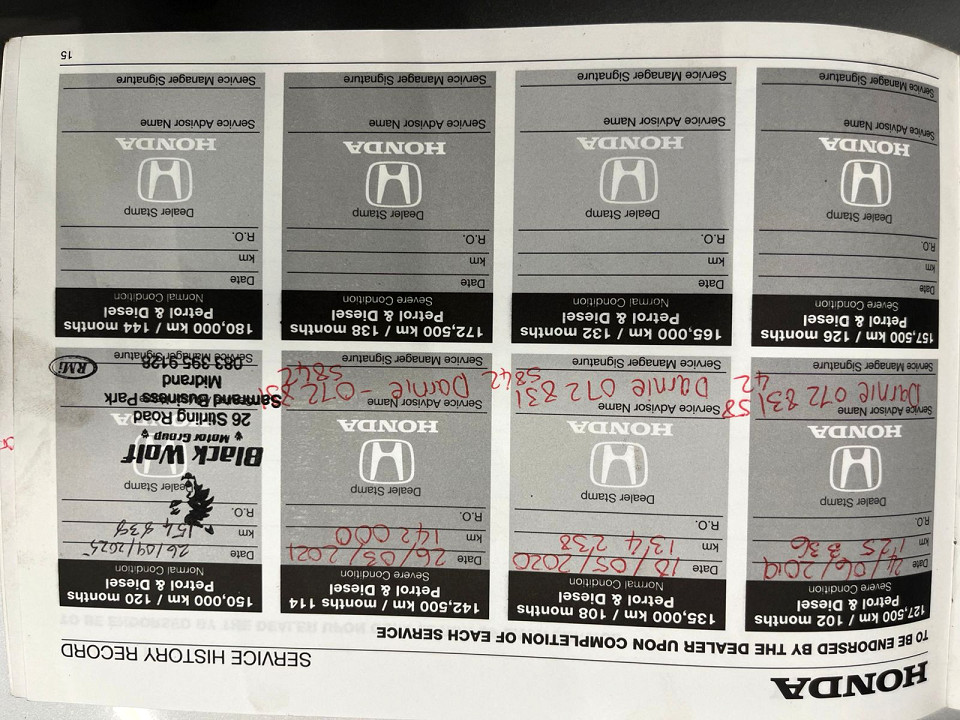 HONDA
SERVICE HISTORY RECORD
TO BE ENDORSED BY THE DEALER UPON COMPLETION OF EACH SERVICE
127,500 km / 102 months
Petrol & Diesel
Severe Condition
Date 24/06/2019
km 125 836
R.O.
Dealer Stamp
HONDA
Service Advisor Name
Darnie 072 831
58 42
Service Manager Signature
135,000 km / 108 months
Petrol & Diesel
Normal Condition
Date 18/05/2020
km 134 238
R.O.
Dealer Stamp
HONDA
Service Advisor Name
Darnie 072 831
5842
Service Manager Signature
142,500 km / months 114
Petrol & Diesel
Severe Condition
Date 26/03/2021
km 142 000
R.O.
Dealer Stamp
HONDA
Service Advisor Name
Darnie - 072 831
5842
Service Manager Signature
150,000 km / 120 months
Petrol & Diesel
Normal Condition
Date 26/04/2025
km 154 838
R.O.
Dealer Stamp
Black Wolf
Motor Group
26 Stirling Road
Samrand Business Park
Midrand
083 395 9126
RMi
Service Manager Signature
157,500 km / 126 months
Petrol & Diesel
Severe Condition
Date
km
R.O.
Dealer Stamp
HONDA
Service Advisor Name
Service Manager Signature
165,000 km / 132 months
Petrol & Diesel
Normal Condition
Date
km
R.O.
Dealer Stamp
HONDA
Service Advisor Name
Service Manager Signature
172,500 km / 138 months
Petrol & Diesel
Severe Condition
Date
km
R.O.
Dealer Stamp
HONDA
Service Advisor Name
Service Manager Signature
180,000 km / 144 months
Petrol & Diesel
Normal Condition
Date
km
R.O.
Dealer Stamp
HONDA
Service Advisor Name
Service Manager Signature
15